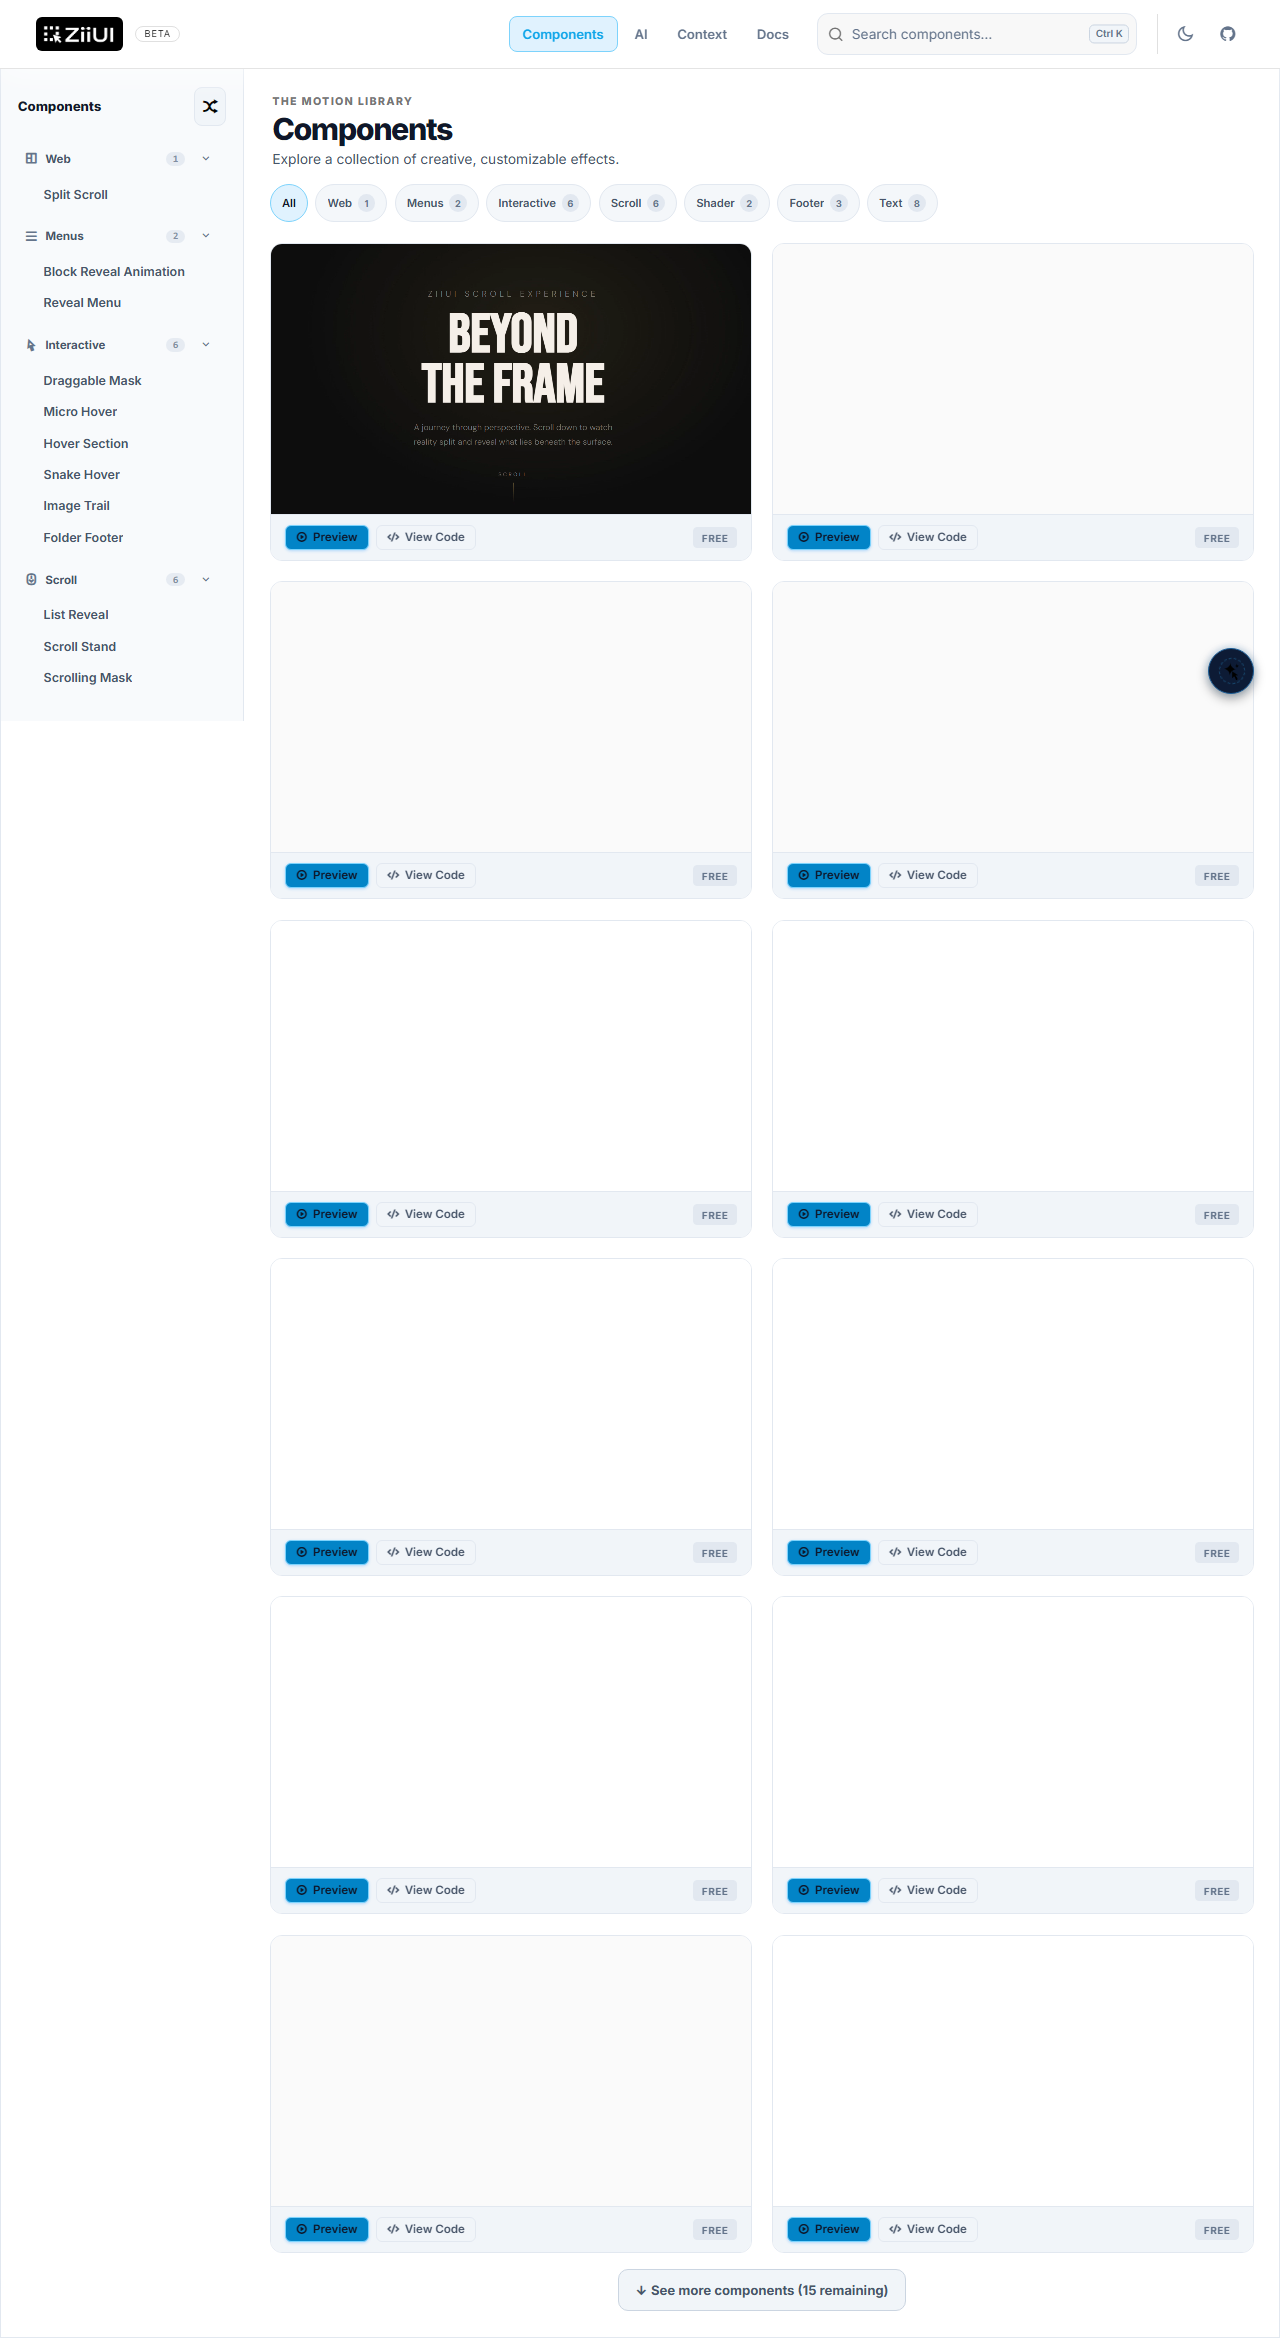 ZiiUI
BETA
Components
AI
Context
Docs
Search components...
Ctrl K
Components
Web 1
Split Scroll
Menus 2
Block Reveal Animation
Reveal Menu
Interactive 6
Draggable Mask
Micro Hover
Hover Section
Snake Hover
Image Trail
Folder Footer
Scroll 6
List Reveal
Scroll Stand
Scrolling Mask
THE MOTION LIBRARY
Components
Explore a collection of creative, customizable effects.
All
Web 1
Menus 2
Interactive 6
Scroll 6
Shader 2
Footer 3
Text 8
ZIIUI SCROLL EXPERIENCE
BEYOND
THE FRAME
A journey through perspective. Scroll down to watch
reality split and reveal what lies beneath the surface.
SCROLL
Preview View Code FREE
Preview View Code FREE
Preview View Code FREE
Preview View Code FREE
Preview View Code FREE
Preview View Code FREE
Preview View Code FREE
Preview View Code FREE
Preview View Code FREE
Preview View Code FREE
Preview View Code FREE
Preview View Code FREE
↓ See more components (15 remaining)